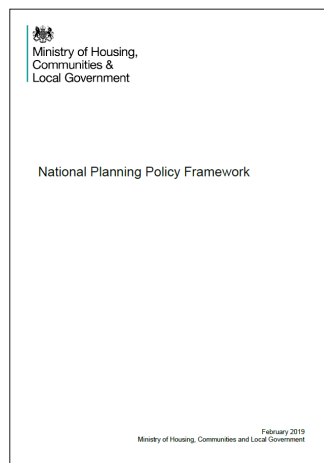 Ministry of Housing,
Communities &
Local Government
National Planning Policy Framework
February 2019
Ministry of Housing, Communities and Local Government